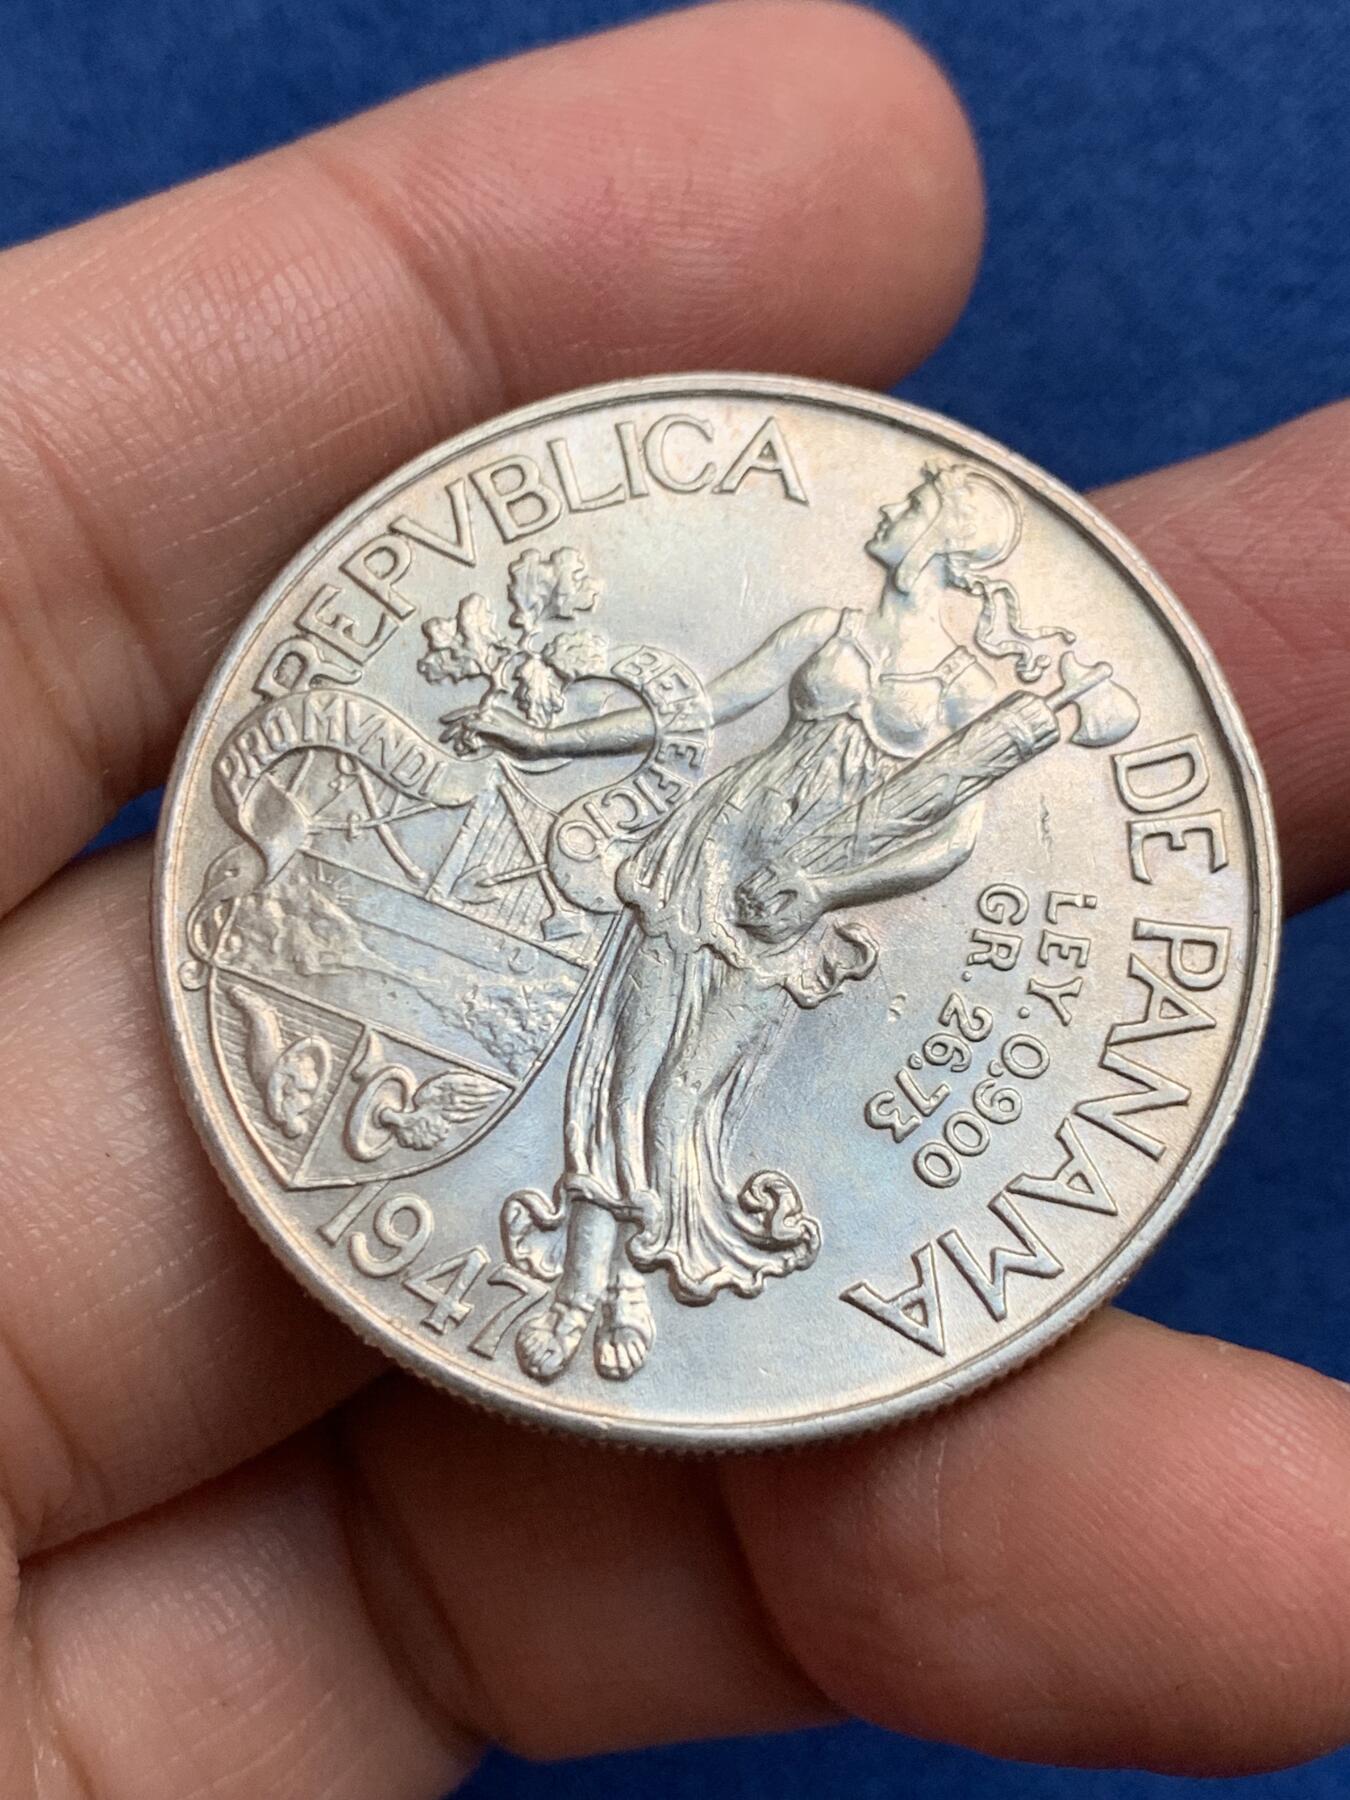 REPVBLICA DE PANAMA
PRO MVNDI
BENEFICIO
LEY. 0,900
GR. 26,73
1947